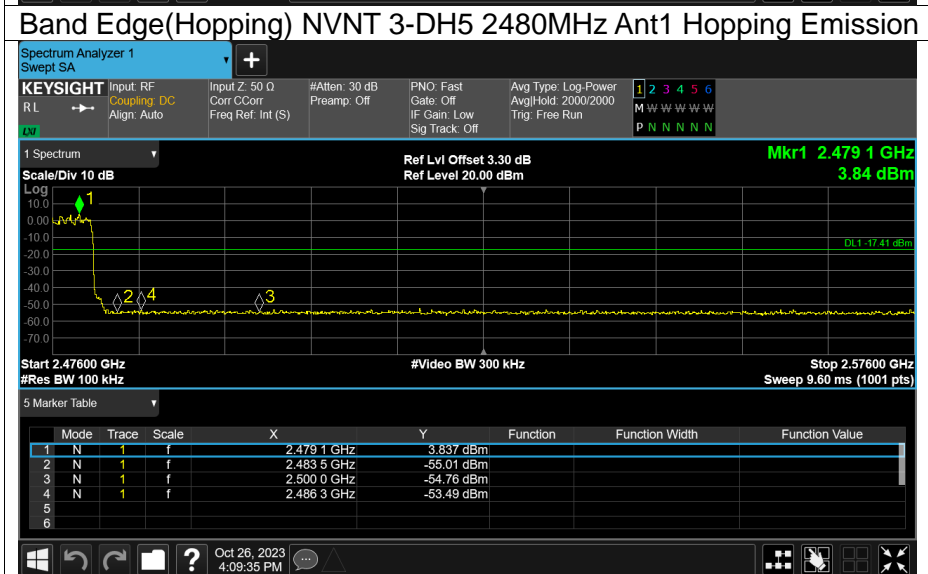 Band Edge(Hopping) NVNT 3-DH5 2480MHz Ant1 Hopping Emission
Spectrum Analyzer 1
Swept SA
+
KEYSIGHT Input: RF Input Z: 50 Ω #Atten: 30 dB PNO: Fast Avg Type: Log-Power 1 2 3 4 5 6
R L Coupling: DC Corr CCorr Preamp: Off Gate: Off Avg|Hold: 2000/2000 M W W W W W
Align: Auto Freq Ref: Int (S) IF Gain: Low Trig: Free Run
LXI Sig Track: Off P N N N N N
1 Spectrum Ref Lvl Offset 3.30 dB Mkr1 2.479 1 GHz
Scale/Div 10 dB Ref Level 20.00 dBm 3.84 dBm
Log
10.0 1
0.00
-10.0
DL1 -17.41 dBm
-20.0
-30.0
-40.0
2 4 3
-50.0
-60.0
-70.0
Start 2.47600 GHz #Video BW 300 kHz Stop 2.57600 GHz
#Res BW 100 kHz Sweep 9.60 ms (1001 pts)
5 Marker Table
Mode Trace Scale X Y Function Function Width Function Value
1 N 1 f 2.479 1 GHz 3.837 dBm
2 N 1 f 2.483 5 GHz -55.01 dBm
3 N 1 f 2.500 0 GHz -54.76 dBm
4 N 1 f 2.486 3 GHz -53.49 dBm
5
6
? Oct 26, 2023
4:09:35 PM